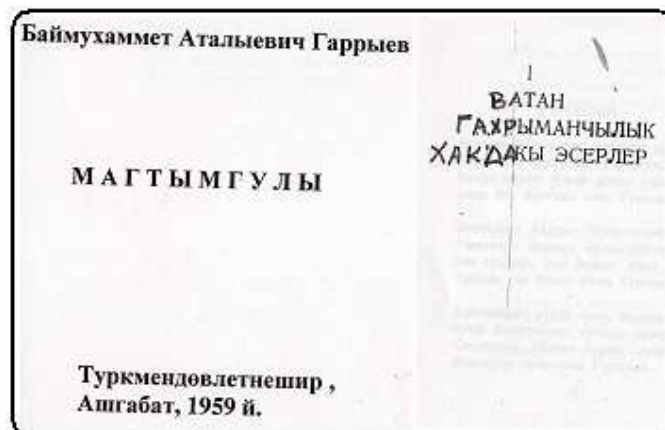 Баймухаммет Аталыевич Гаррыев
МАГТЫМГУЛЫ
Туркмендовлетнешир ,
Ашгабат, 1959 й.
I
ВАТАН
ГАХРЫМАНЧЫЛЫК
ХАКДАКЫ ЭСЕРЛЕР